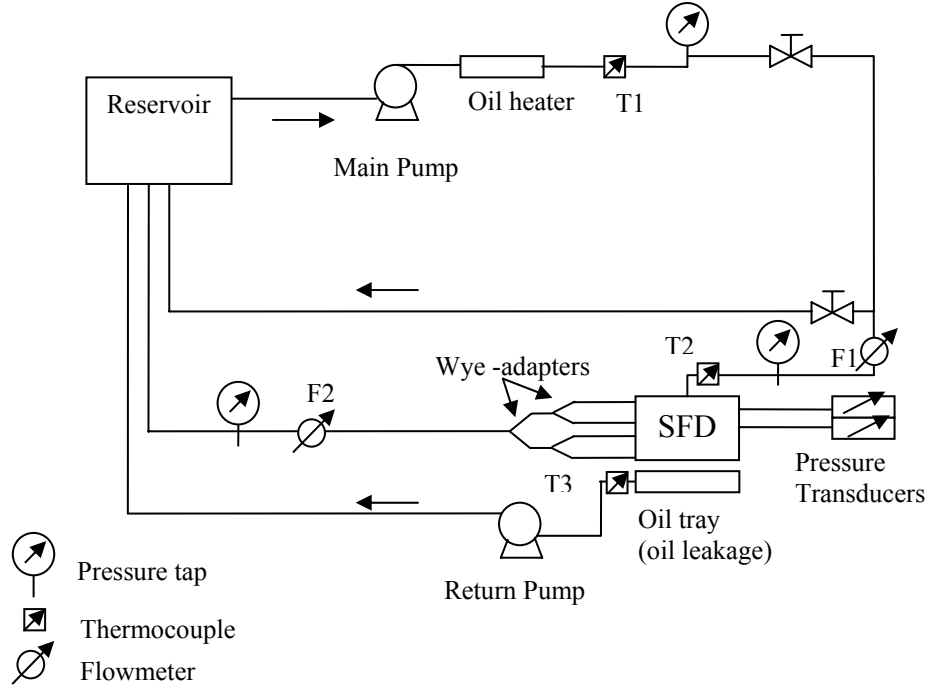 Reservoir
Main Pump
Oil heater
T1
Wye -adapters
F2
T2
F1
SFD
Pressure
Transducers
T3
Oil tray
(oil leakage)
Return Pump
Pressure tap
Thermocouple
Flowmeter